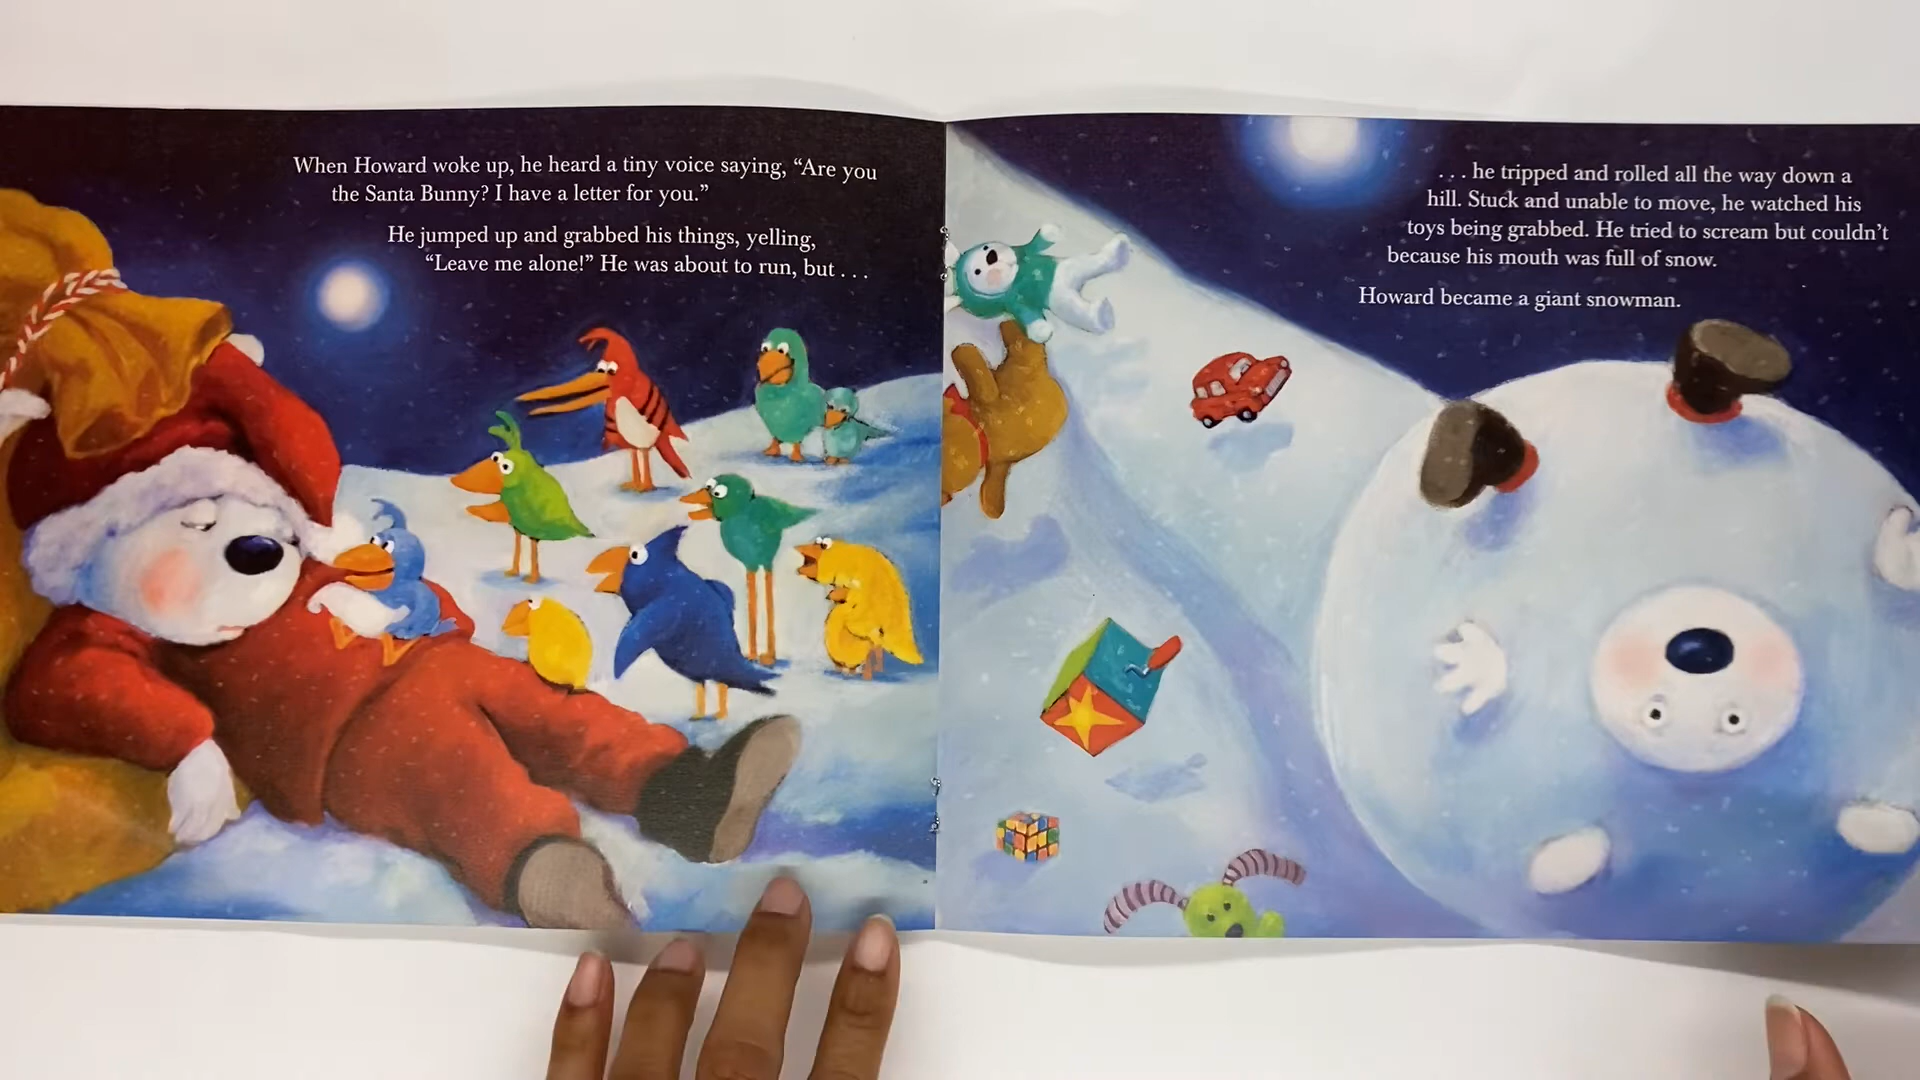 When Howard woke up, he heard a tiny voice saying, “Are you
the Santa Bunny? I have a letter for you.”
He jumped up and grabbed his things, yelling,
“Leave me alone!” He was about to run, but . . .
. . . he tripped and rolled all the way down a
hill. Stuck and unable to move, he watched his
toys being grabbed. He tried to scream but couldn’t
because his mouth was full of snow.
Howard became a giant snowman.